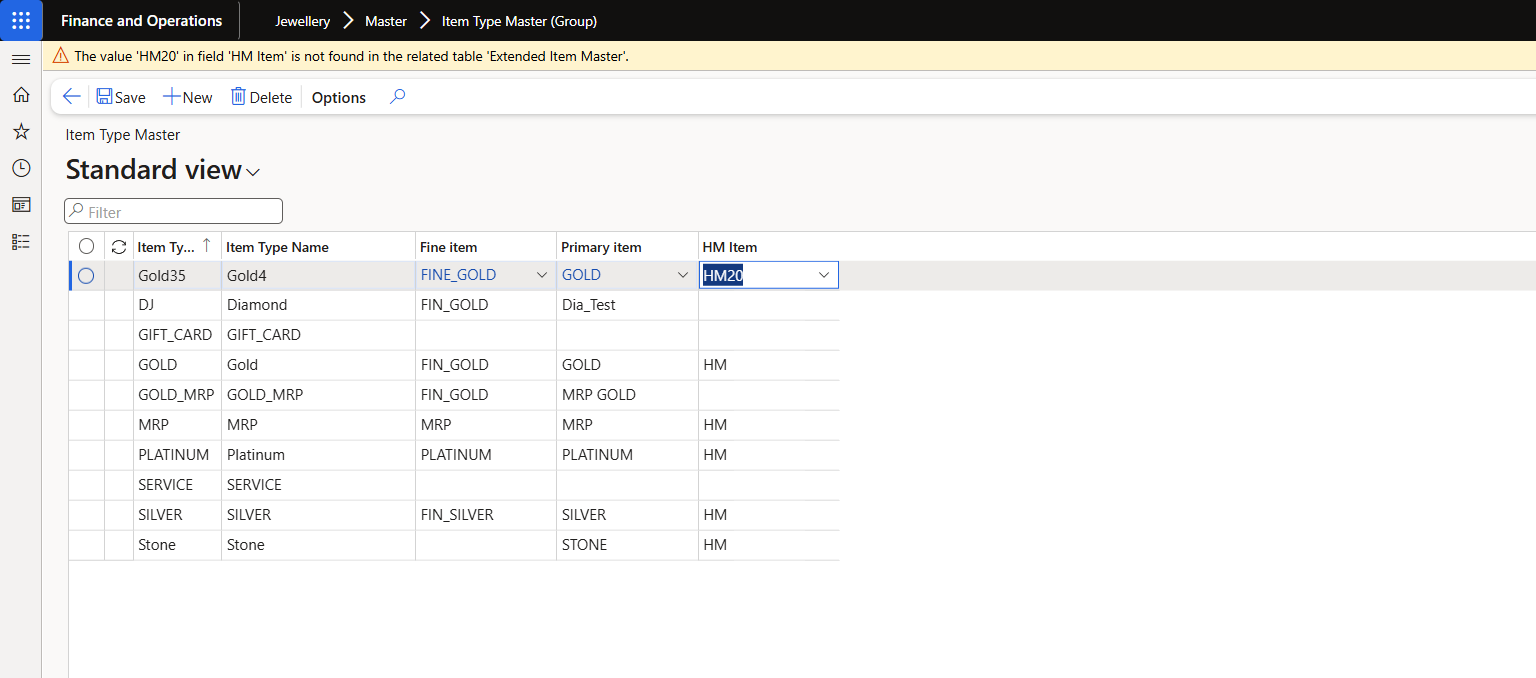 Finance and Operations Jewellery Master Item Type Master (Group)
The value 'HM20' in field 'HM Item' is not found in the related table 'Extended Item Master'.
Save New Delete Options
Item Type Master
Standard view
Filter
Item Ty... Item Type Name Fine item Primary item HM Item
Gold35 Gold4 FINE_GOLD GOLD HM20
DJ Diamond FIN_GOLD Dia_Test
GIFT_CARD GIFT_CARD
GOLD Gold FIN_GOLD GOLD HM
GOLD_MRP GOLD_MRP FIN_GOLD MRP GOLD
MRP MRP MRP MRP HM
PLATINUM Platinum PLATINUM PLATINUM HM
SERVICE SERVICE
SILVER SILVER FIN_SILVER SILVER HM
Stone Stone STONE HM